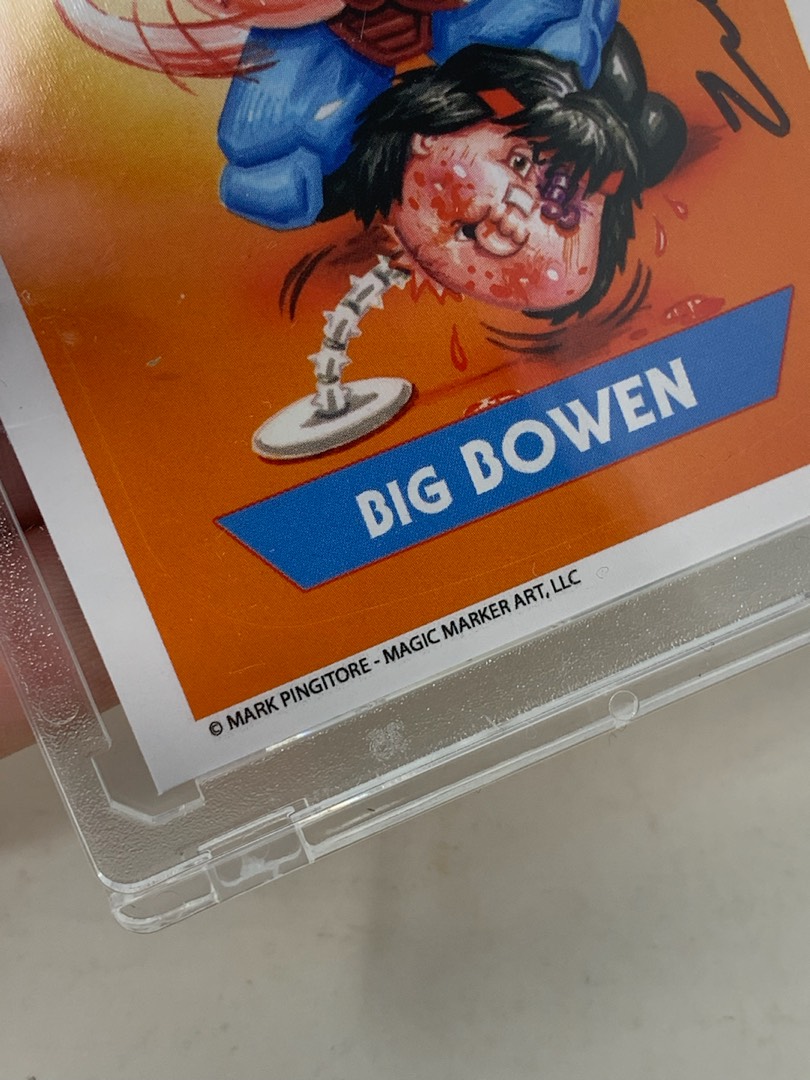 BIG BOWEN
© MARK PINGITORE - MAGIC MARKER ART, LLC